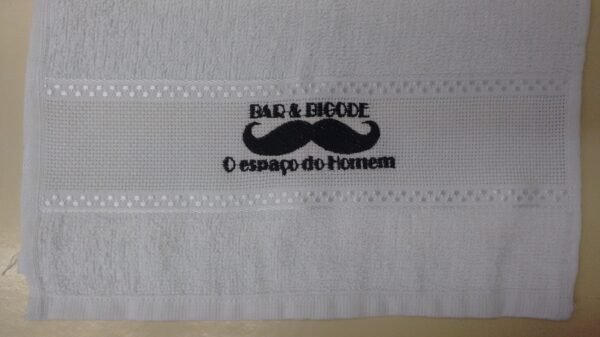 BAR & BIGODE
O espaço do Homem